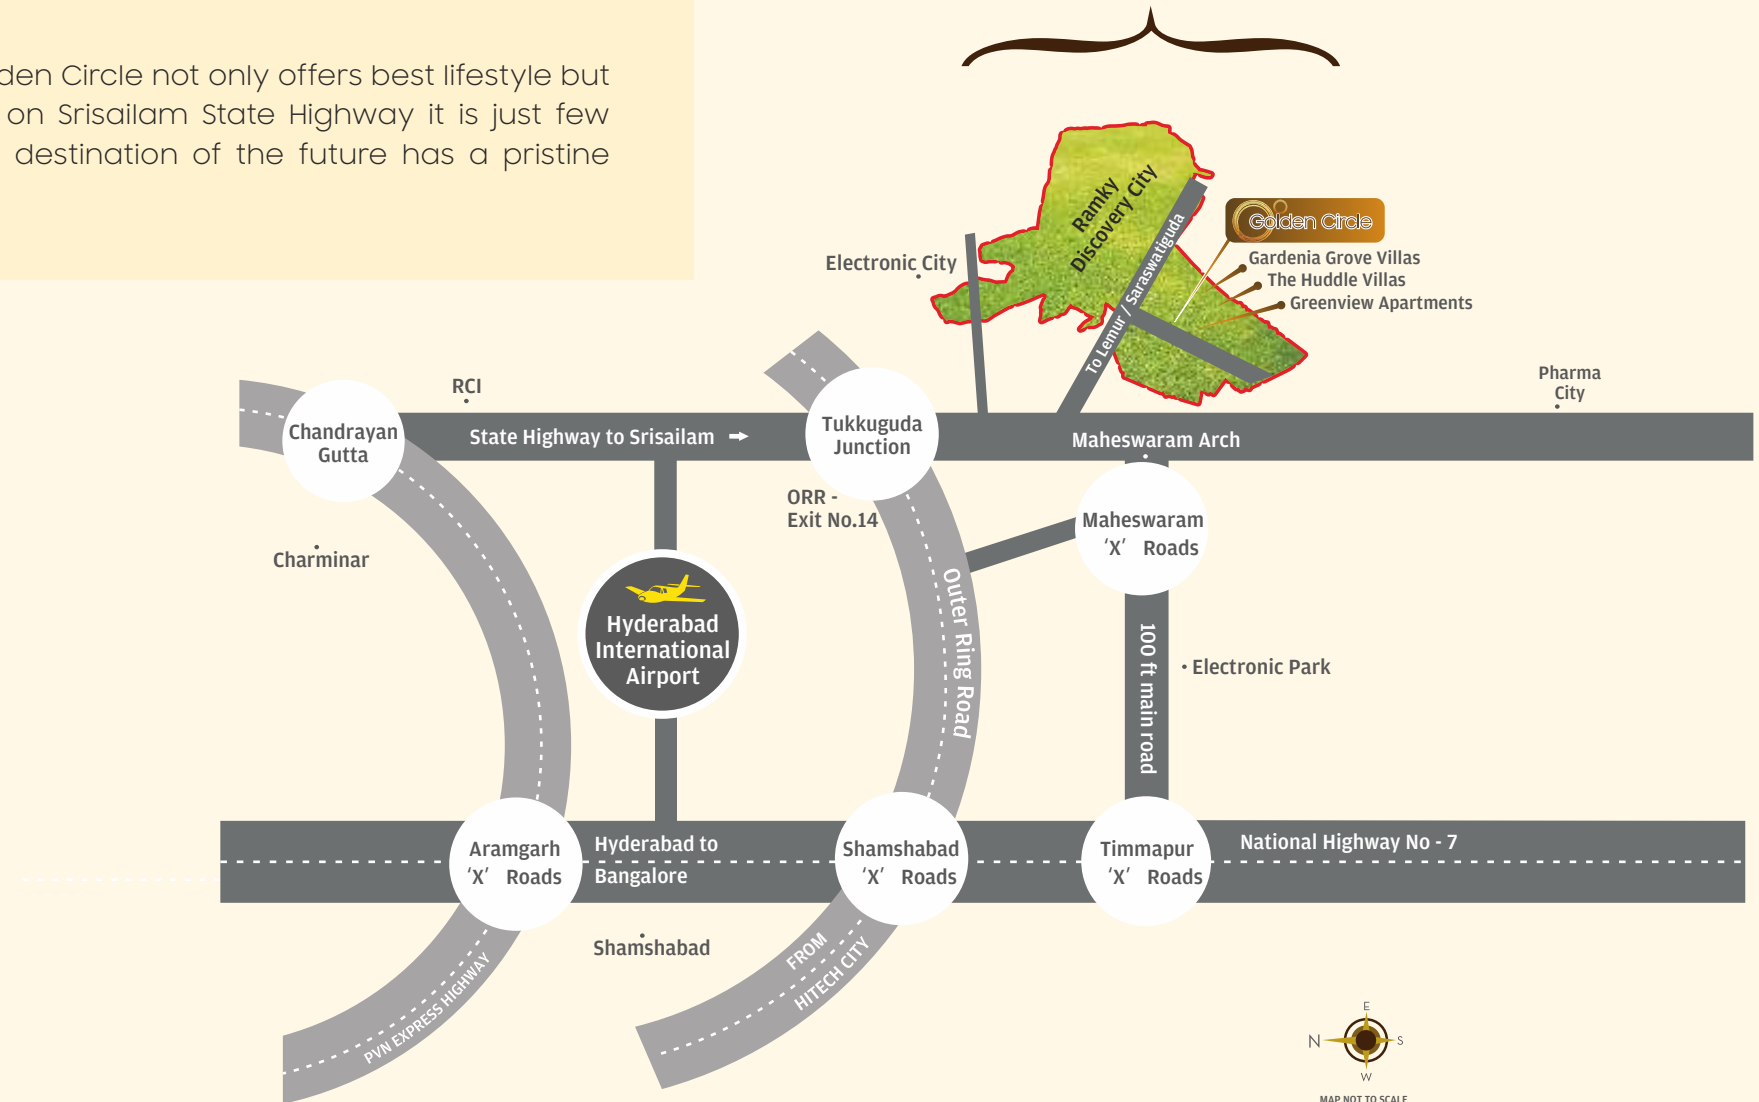 den Circle not only offers best lifestyle but
on Srisailam State Highway it is just few
destination of the future has a pristine
Ramky
Discovery City
To Lemur / Saraswatiguda
Golden Circle
Gardenia Grove Villas
The Huddle Villas
Greenview Apartments
Electronic City
RCI
Pharma
City
Chandrayan
Gutta
State Highway to Srisailam
Tukkuguda
Junction
Maheswaram Arch
ORR -
Exit No.14
Maheswaram
‘X’ Roads
Charminar
Hyderabad
International
Airport
Outer Ring Road
100 ft main road
Electronic Park
Aramgarh
‘X’ Roads
Hyderabad to
Bangalore
Shamshabad
‘X’ Roads
Timmapur
‘X’ Roads
National Highway No - 7
Shamshabad
FROM
HITECH CITY
PVN EXPRESS HIGHWAY
E
N
S
W
MAP NOT TO SCALE